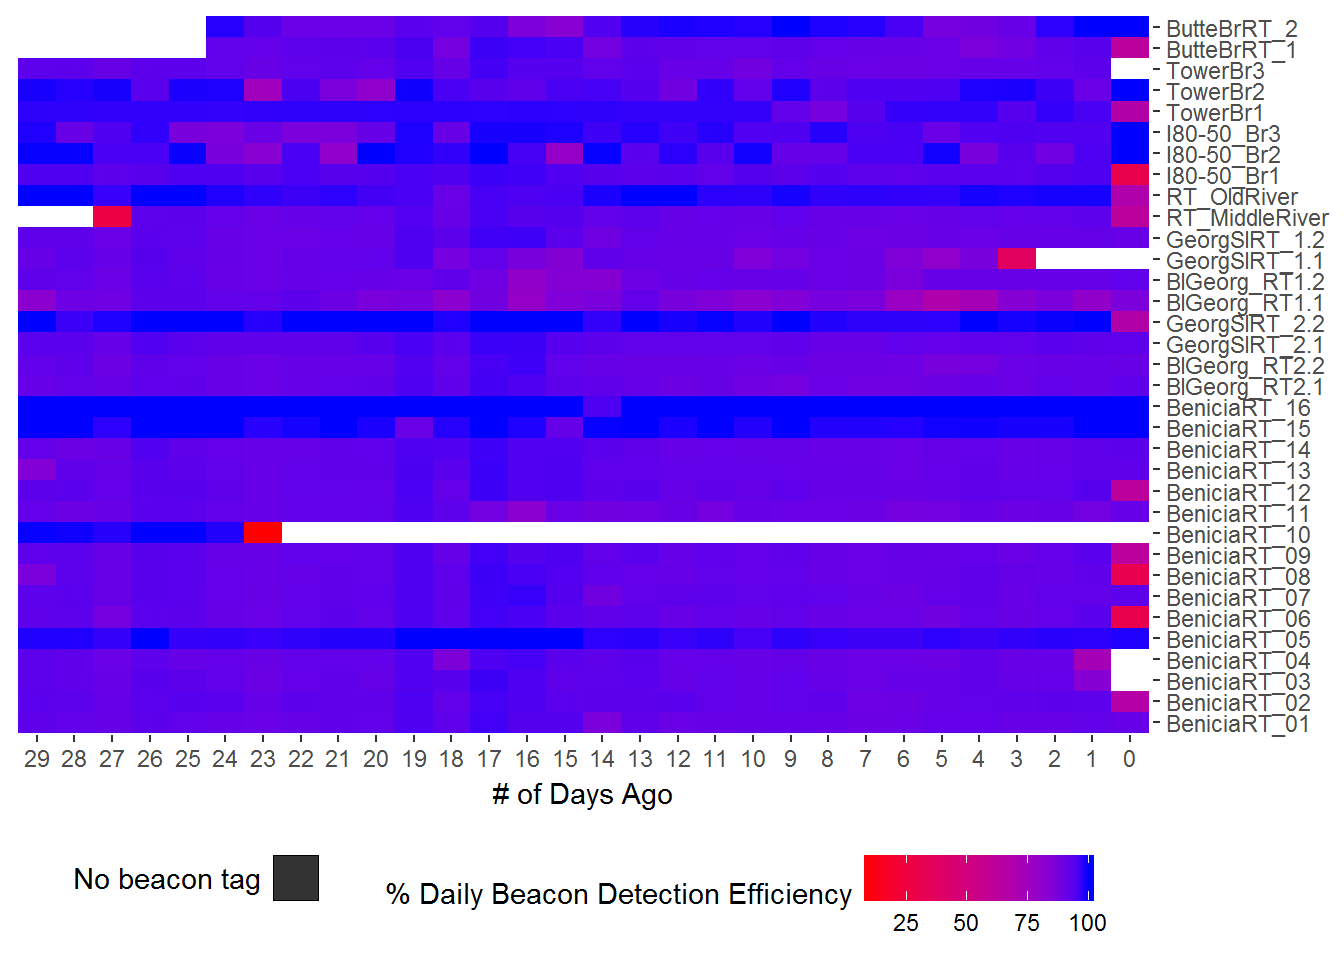 ButteBrRT_2
ButteBrRT_1
TowerBr3
TowerBr2
TowerBr1
I80-50_Br3
I80-50_Br2
I80-50_Br1
RT_OldRiver
RT_MiddleRiver
GeorgSlRT_1.2
GeorgSlRT_1.1
BlGeorg_RT1.2
BlGeorg_RT1.1
GeorgSlRT_2.2
GeorgSlRT_2.1
BlGeorg_RT2.2
BlGeorg_RT2.1
BeniciaRT_16
BeniciaRT_15
BeniciaRT_14
BeniciaRT_13
BeniciaRT_12
BeniciaRT_11
BeniciaRT_10
BeniciaRT_09
BeniciaRT_08
BeniciaRT_07
BeniciaRT_06
BeniciaRT_05
BeniciaRT_04
BeniciaRT_03
BeniciaRT_02
BeniciaRT_01
29 28 27 26 25 24 23 22 21 20 19 18 17 16 15 14 13 12 11 10 9 8 7 6 5 4 3 2 1 0
# of Days Ago
No beacon tag
% Daily Beacon Detection Efficiency
25 50 75 100